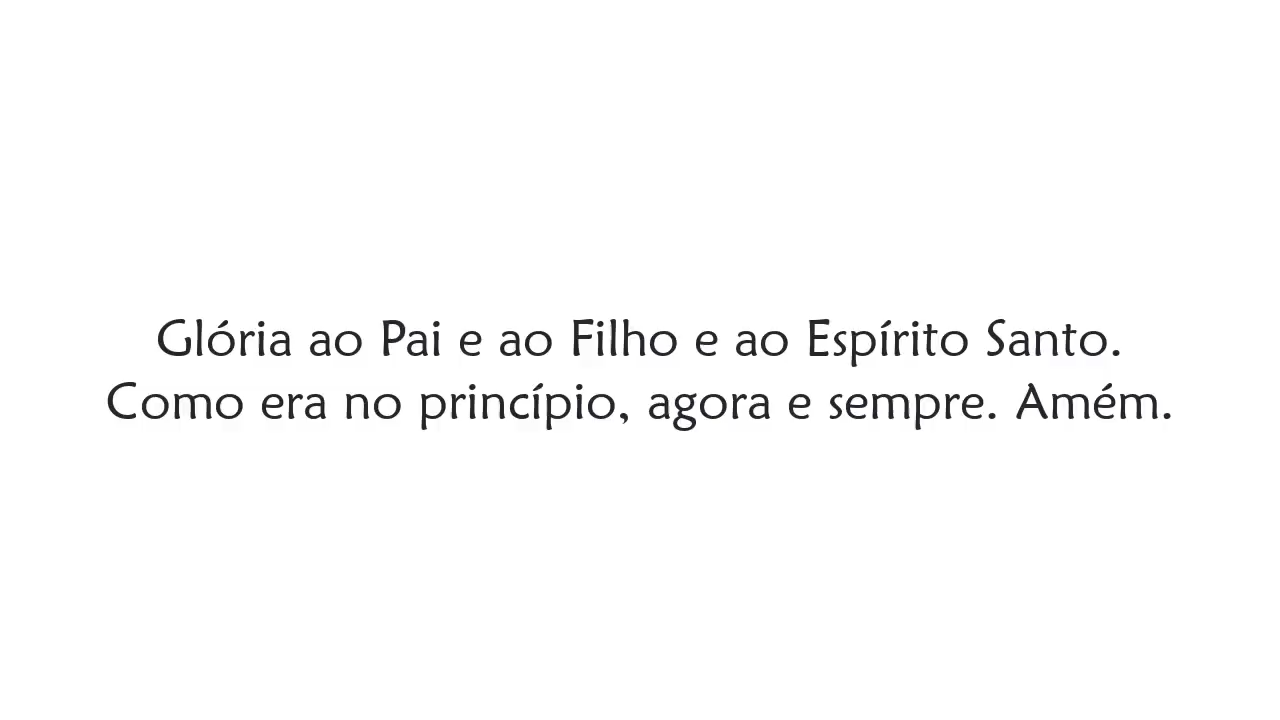 Glória ao Pai e ao Filho e ao Espírito Santo.
Como era no princípio, agora e sempre. Amém.